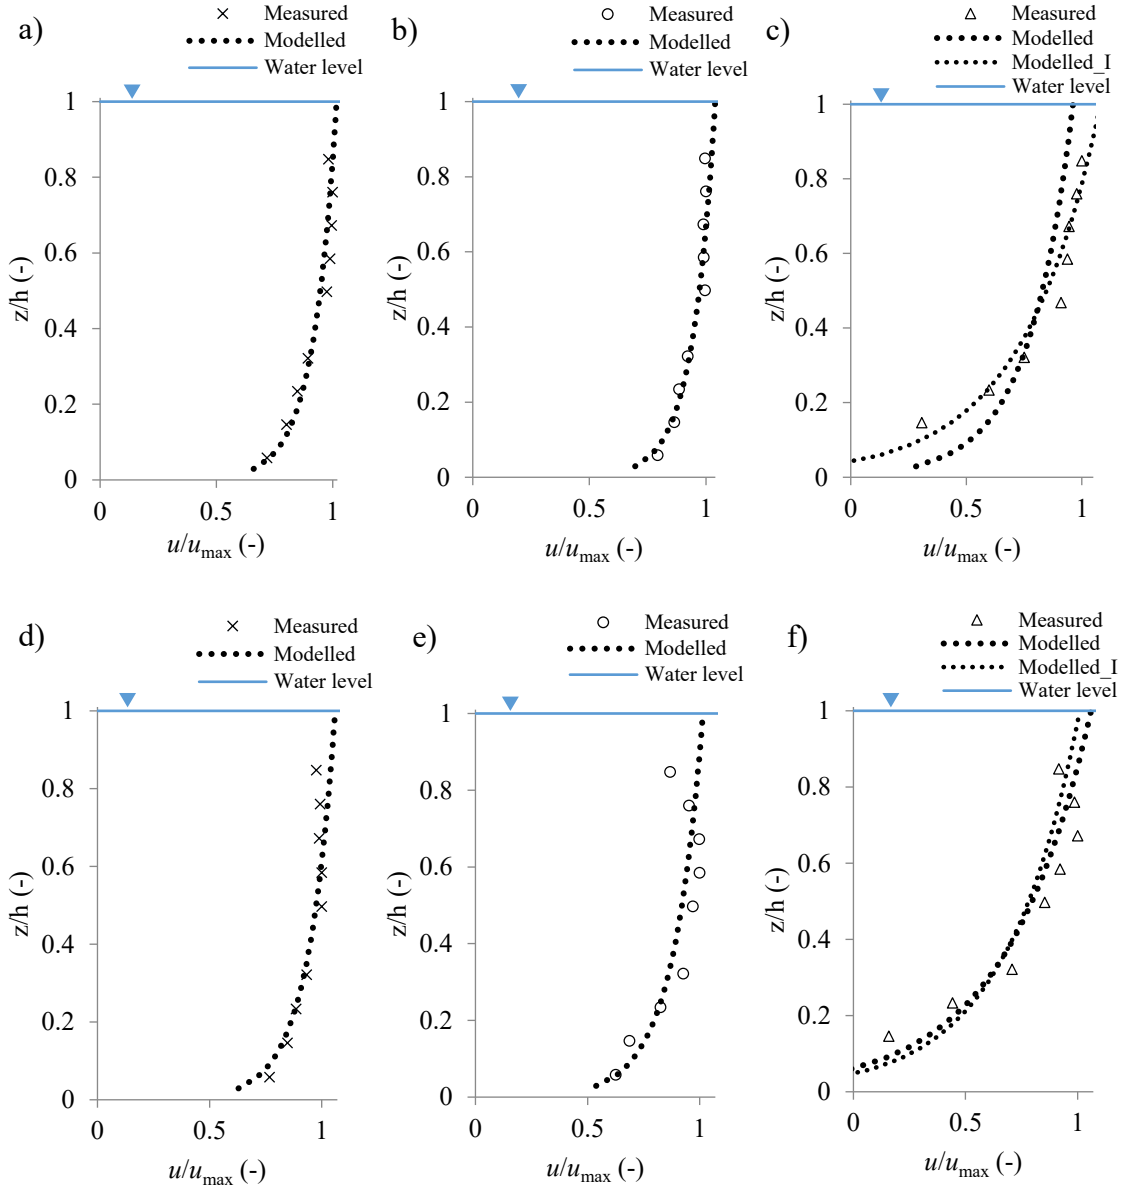 a)
Measured
Modelled
Water level
1
0.8
0.6
0.4
0.2
0
z/h (-)
0
0.5
1
u/umax (-)
b)
Measured
Modelled
Water level
1
0.8
0.6
0.4
0.2
0
z/h (-)
0
0.5
1
u/umax (-)
c)
Measured
Modelled
Modelled_I
Water level
1
0.8
0.6
0.4
0.2
0
z/h (-)
0
0.5
1
u/umax (-)
d)
Measured
Modelled
Water level
1
0.8
0.6
0.4
0.2
0
z/h (-)
0
0.5
1
u/umax (-)
e)
Measured
Modelled
Water level
1
0.8
0.6
0.4
0.2
0
z/h (-)
0
0.5
1
u/umax (-)
f)
Measured
Modelled
Modelled_I
Water level
1
0.8
0.6
0.4
0.2
0
z/h (-)
0
0.5
1
u/umax (-)